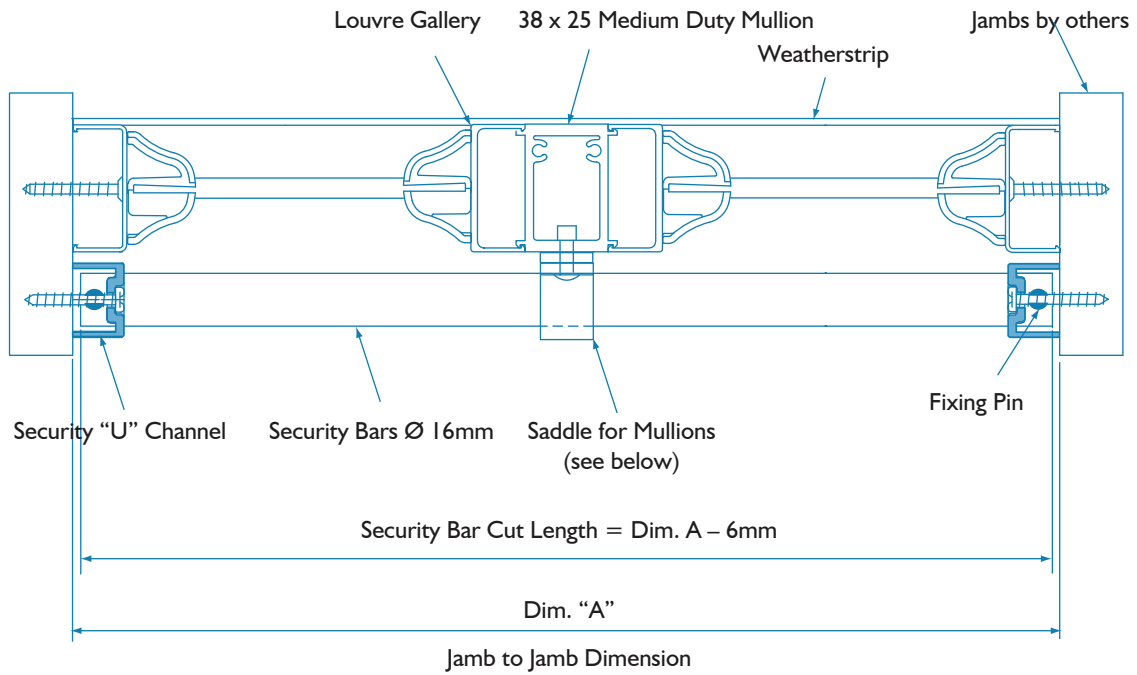 Louvre Gallery
38 x 25 Medium Duty Mullion
Jambs by others
Weatherstrip
Fixing Pin
Security “U” Channel
Security Bars Ø 16mm
Saddle for Mullions
(see below)
Security Bar Cut Length = Dim. A – 6mm
Dim. “A”
Jamb to Jamb Dimension